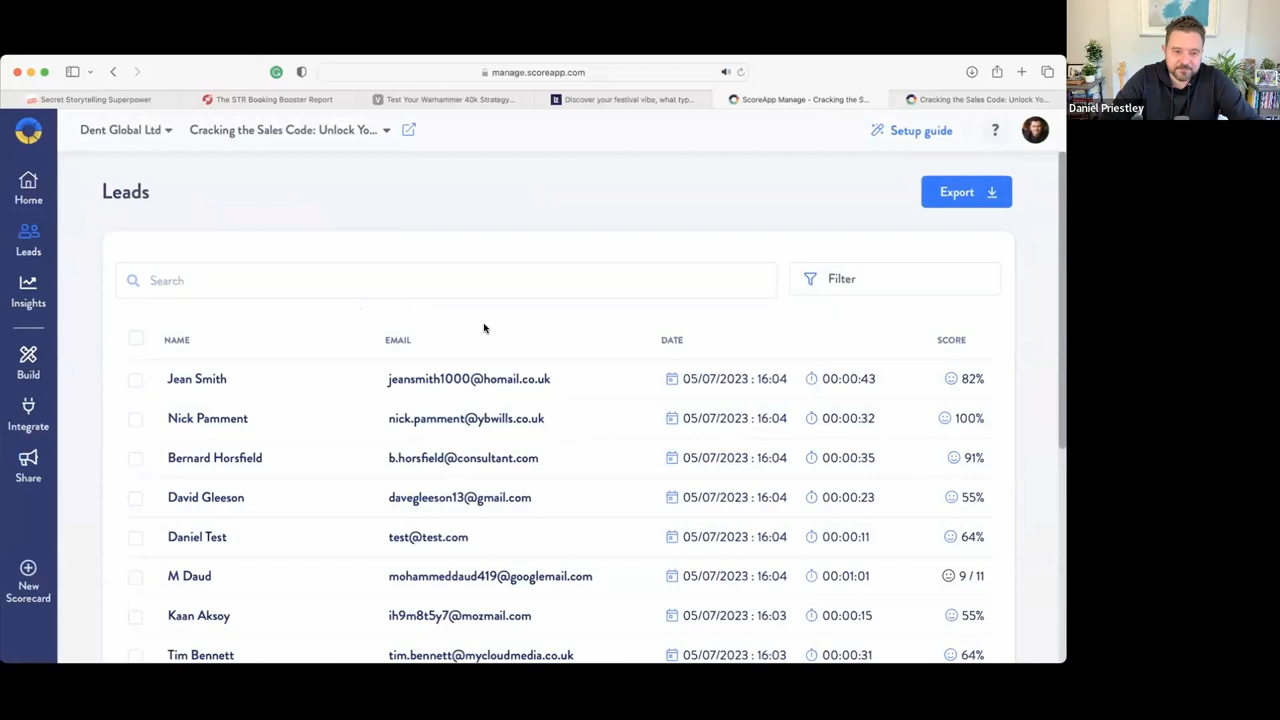 manage.scoreapp.com
Secret Storytelling Superpower
The STR Booking Booster Report
Test Your Warhammer 40k Strategy...
Discover your festival vibe, what typ...
ScoreApp Manage - Cracking the S...
Cracking the Sales Code: Unlock Yo...
Daniel Priestley
Dent Global Ltd
Cracking the Sales Code: Unlock Yo...
Setup guide
?
Home
Leads
Insights
Build
Integrate
Share
New
Scorecard
Leads
Export
Search
Filter
NAME EMAIL DATE SCORE
Jean Smith jeansmith1000@homail.co.uk 05/07/2023 : 16:04 00:00:43 82%
Nick Pamment nick.pamment@ybwills.co.uk 05/07/2023 : 16:04 00:00:32 100%
Bernard Horsfield b.horsfield@consultant.com 05/07/2023 : 16:04 00:00:35 91%
David Gleeson davegleeson13@gmail.com 05/07/2023 : 16:04 00:00:23 55%
Daniel Test test@test.com 05/07/2023 : 16:04 00:00:11 64%
M Daud mohammeddaud419@googlemail.com 05/07/2023 : 16:04 00:01:01 9 / 11
Kaan Aksoy ih9m8t5y7@mozmail.com 05/07/2023 : 16:03 00:00:15 55%
Tim Bennett tim.bennett@mycloudmedia.co.uk 05/07/2023 : 16:03 00:00:31 64%